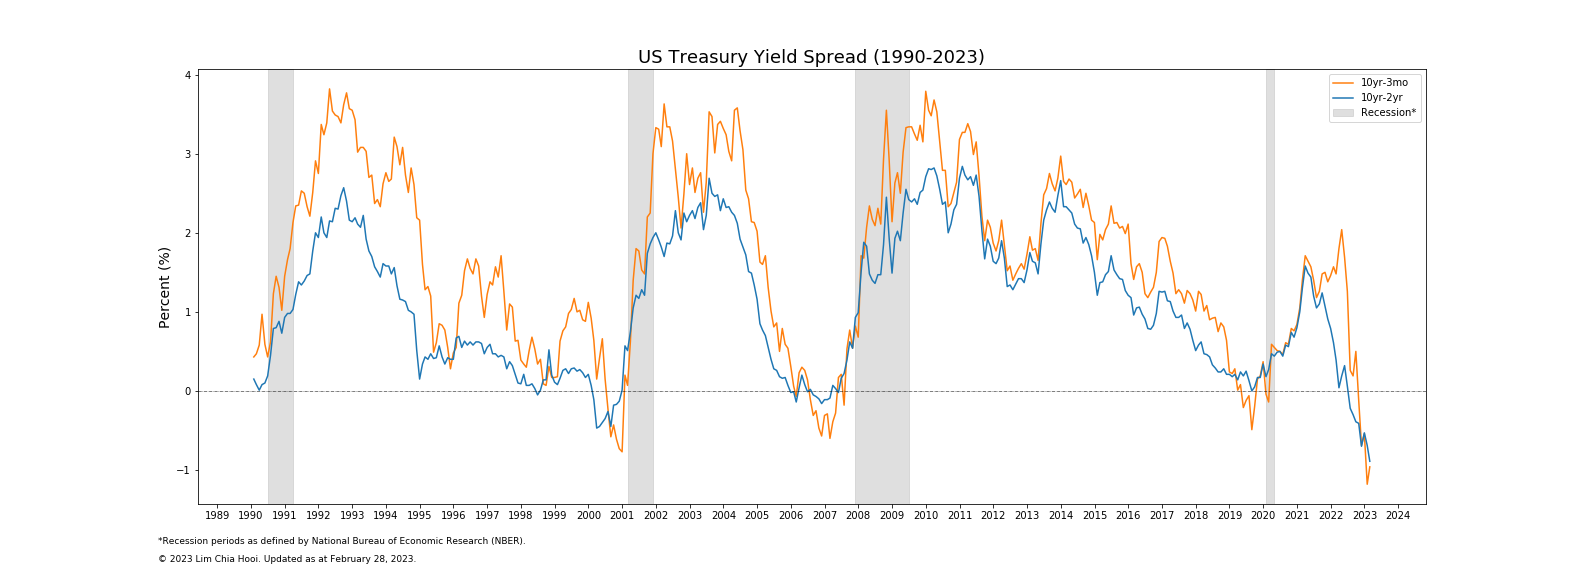 US Treasury Yield Spread (1990-2023)
10yr-3mo
10yr-2yr
Recession*
Percent (%)
4
3
2
1
0
−1
1989 1990 1991 1992 1993 1994 1995 1996 1997 1998 1999 2000 2001 2002 2003 2004 2005 2006 2007 2008 2009 2010 2011 2012 2013 2014 2015 2016 2017 2018 2019 2020 2021 2022 2023 2024
*Recession periods as defined by National Bureau of Economic Research (NBER).
© 2023 Lim Chia Hooi. Updated as at February 28, 2023.